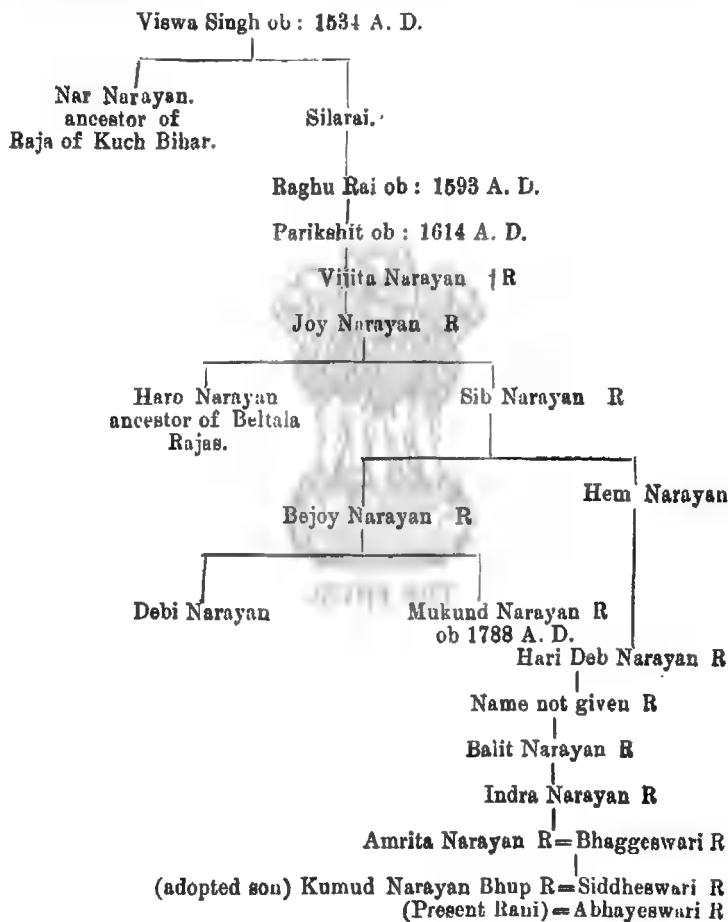 Viswa Singh ob : 1534 A. D.
Nar Narayan.
ancestor of
Raja of Kuch Bihar.
Silarai.
Raghu Rai ob : 1593 A. D.
Parikshit ob : 1614 A. D.
Vijita Narayan † R
Joy Narayan R
Haro Narayan
ancestor of Beltala
Rajas.
Sib Narayan R
Bejoy Narayan R
Hem Narayan
Debi Narayan
Mukund Narayan R
ob 1788 A. D.
Hari Deb Narayan R
Name not given R
Balit Narayan R
Indra Narayan R
Amrita Narayan R = Bhaggeswari R
(adopted son) Kumud Narayan Bhup R = Siddheswari R
(Present Rani) = Abhayeswari R